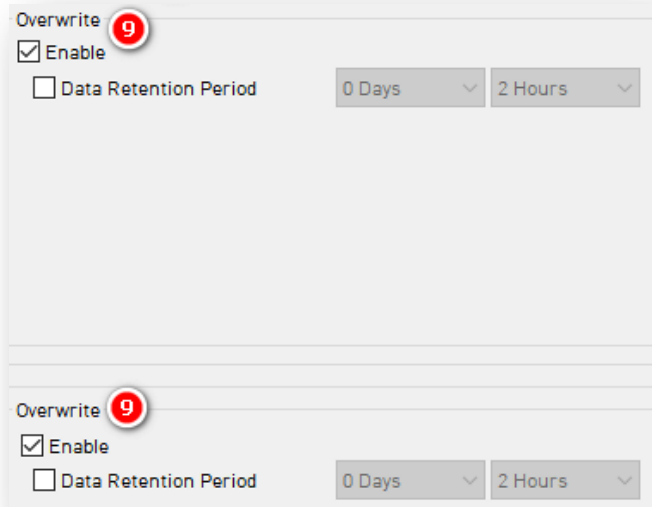 Overwrite 9
Enable
Data Retention Period 0 Days 2 Hours
Overwrite 9
Enable
Data Retention Period 0 Days 2 Hours